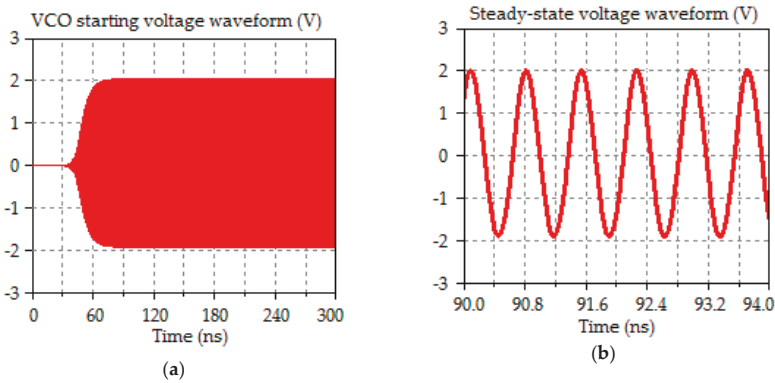 VCO starting voltage waveform (V)
3
2
1
0
-1
-2
-3
0 60 120 180 240 300
Time (ns)
(a)
Steady-state voltage waveform (V)
3
2
1
0
-1
-2
-3
90.0 90.8 91.6 92.4 93.2 94.0
Time (ns)
(b)